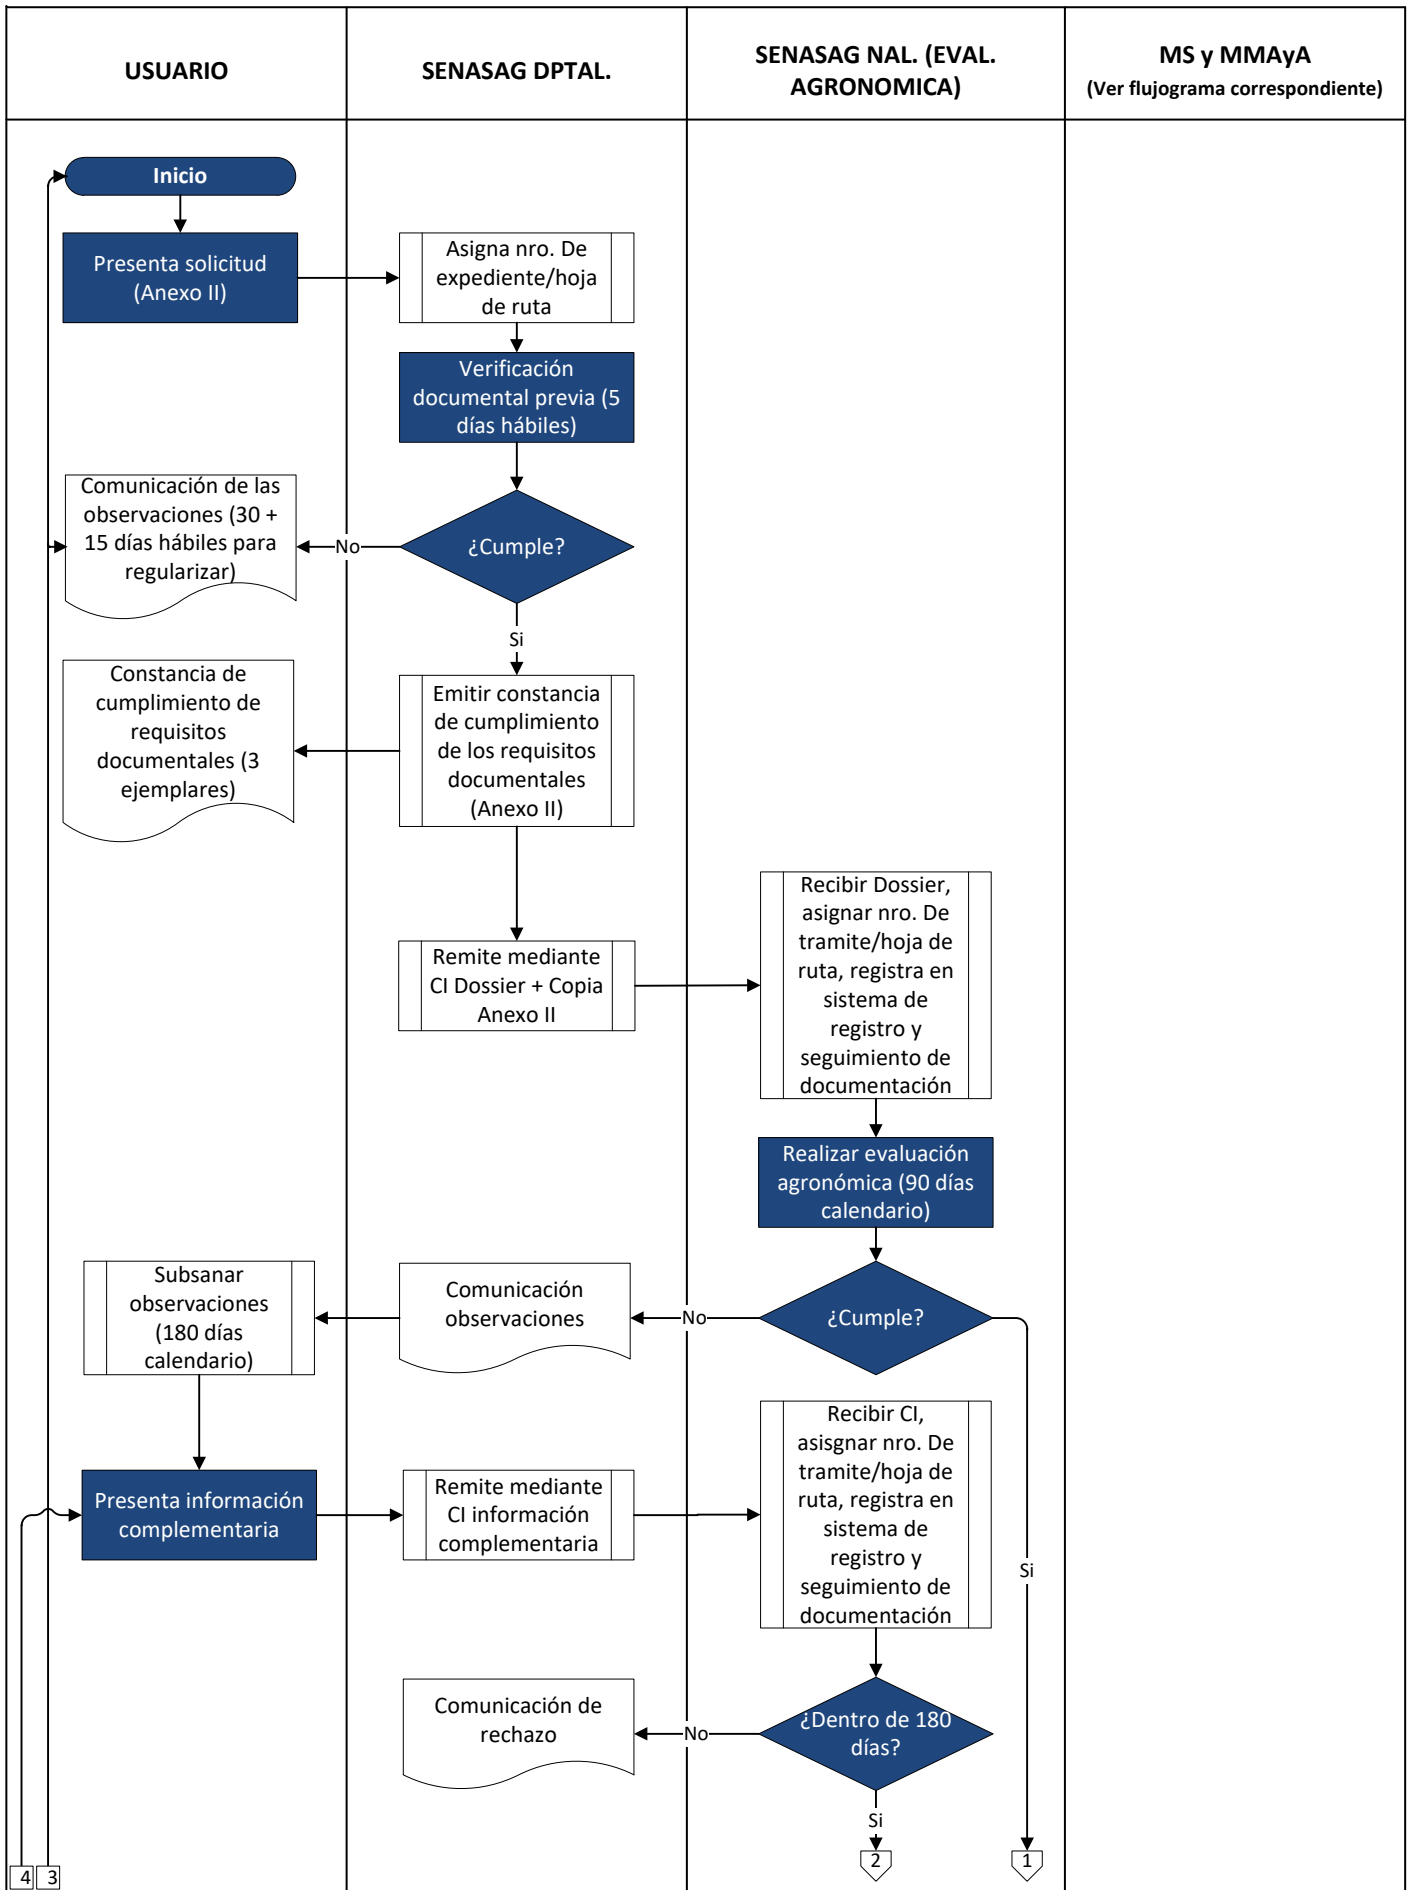 USUARIO
SENASAG DPTAL.
SENASAG NAL. (EVAL.
AGRONOMICA)
MS y MMAyA
(Ver flujograma correspondiente)
Inicio
Presenta solicitud
(Anexo II)
Asigna nro. De
expediente/hoja
de ruta
Verificación
documental previa (5
días hábiles)
¿Cumple?
No
Comunicación de las
observaciones (30 +
15 días hábiles para
regularizar)
Si
Constancia de
cumplimiento de
requisitos
documentales (3
ejemplares)
Emitir constancia
de cumplimiento
de los requisitos
documentales
(Anexo II)
Remite mediante
CI Dossier + Copia
Anexo II
Recibir Dossier,
asignar nro. De
tramite/hoja de
ruta, registra en
sistema de
registro y
seguimiento de
documentación
Realizar evaluación
agronómica (90 días
calendario)
¿Cumple?
No
Comunicación
observaciones
Subsanar
observaciones
(180 días
calendario)
Presenta información
complementaria
Remite mediante
CI información
complementaria
Recibir CI,
asisgnar nro. De
tramite/hoja de
ruta, registra en
sistema de
registro y
seguimiento de
documentación
Si
¿Dentro de 180
días?
No
Comunicación de
rechazo
Si
4
3
2
1